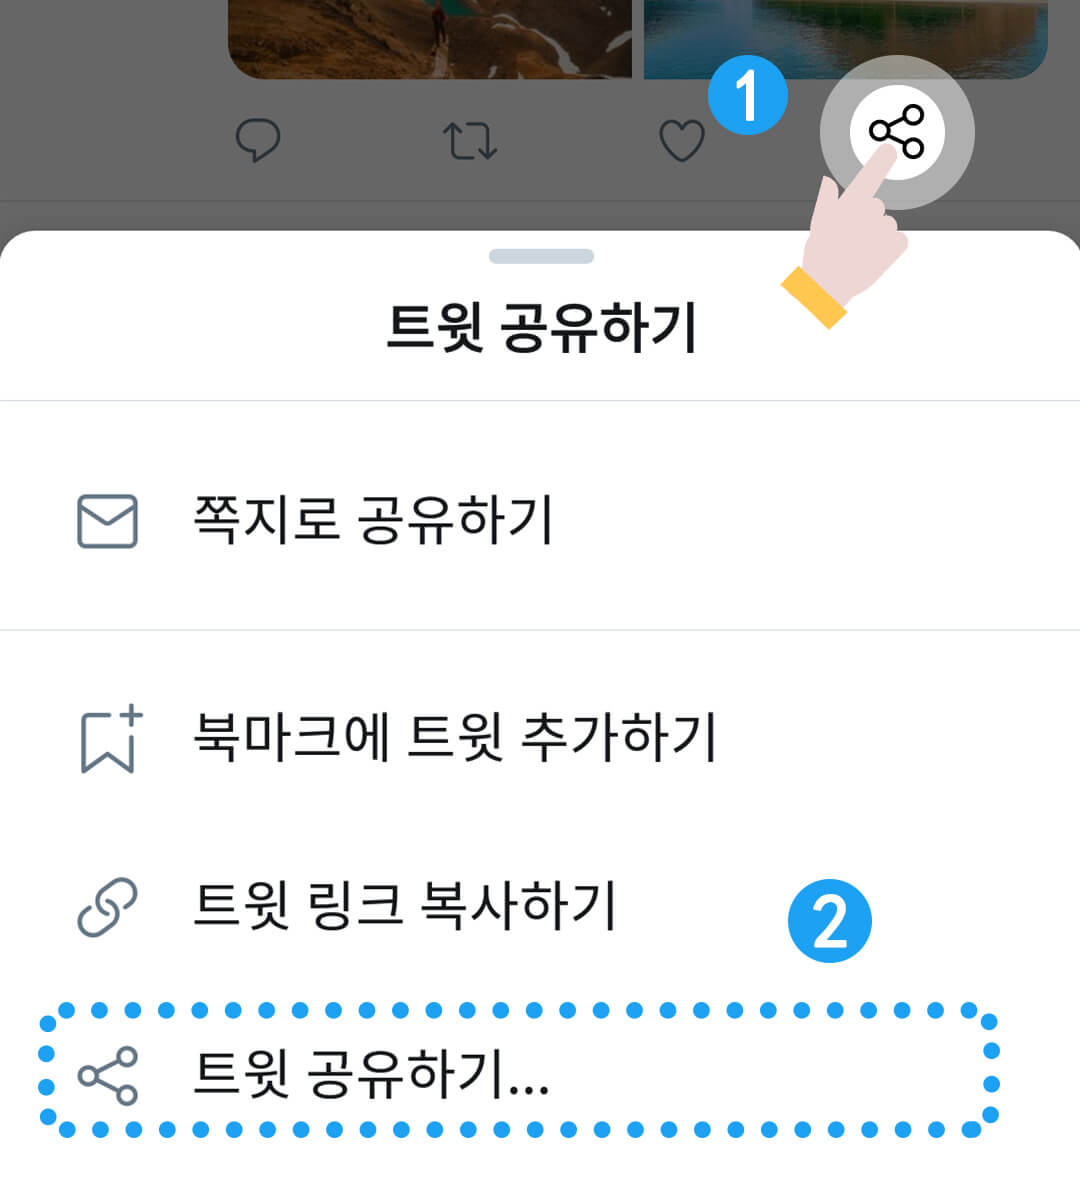 1
트윗 공유하기
쪽지로 공유하기
북마크에 트윗 추가하기
트윗 링크 복사하기
2
트윗 공유하기...